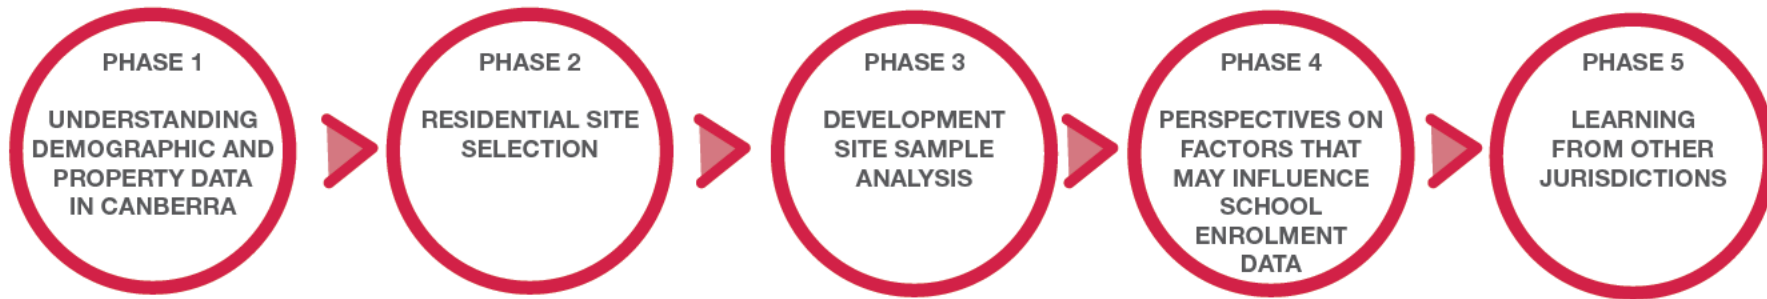 PHASE 1
UNDERSTANDING
DEMOGRAPHIC AND
PROPERTY DATA
IN CANBERRA
PHASE 2
RESIDENTIAL SITE
SELECTION
PHASE 3
DEVELOPMENT
SITE SAMPLE
ANALYSIS
PHASE 4
PERSPECTIVES ON
FACTORS THAT
MAY INFLUENCE
SCHOOL
ENROLMENT
DATA
PHASE 5
LEARNING
FROM OTHER
JURISDICTIONS